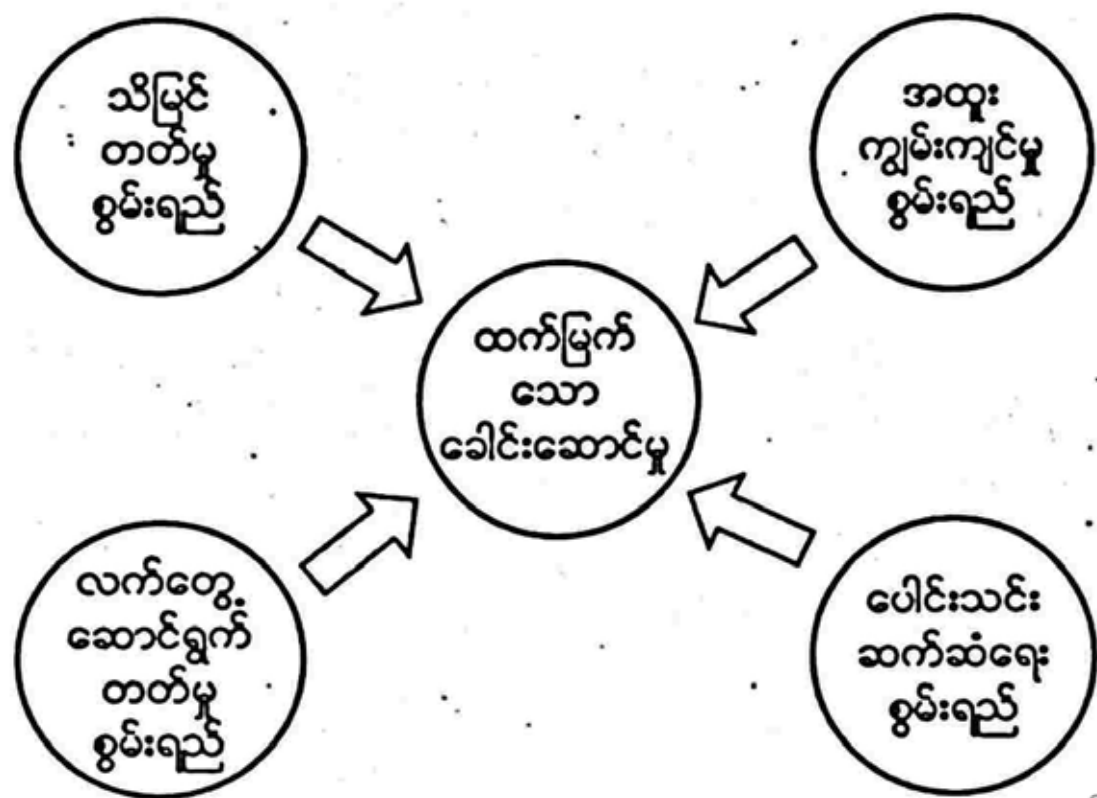 သိမြင်
တတ်မှု
စွမ်းရည်
အထူး
ကျွမ်းကျင်မှု
စွမ်းရည်
ထက်မြက်
သော
ခေါင်းဆောင်မှု
လက်တွေ့
ဆောင်ရွက်
တတ်မှု
စွမ်းရည်
ပေါင်းသင်း
ဆက်ဆံရေး
စွမ်းရည်